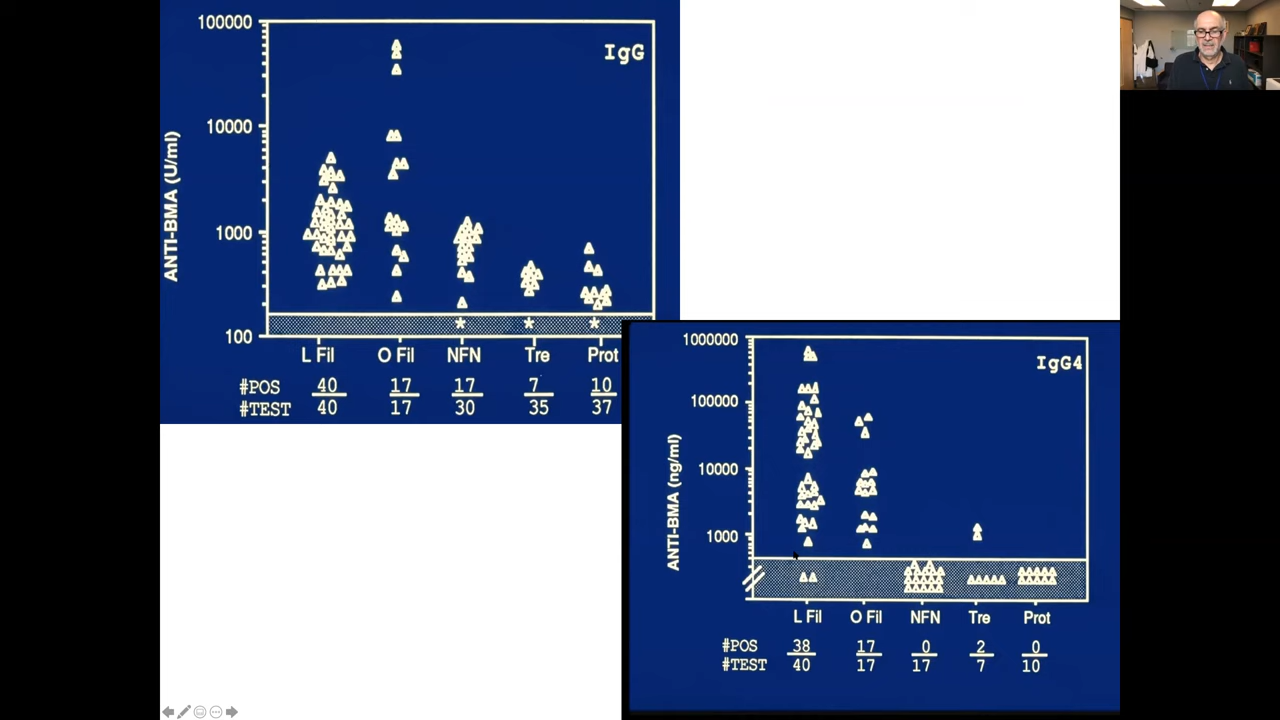 100000
IgG
10000
ANTI-BMA (U/ml)
1000
100
* * *
L Fil O Fil NFN Tre Prot
#POS 40 17 17 7 10
#TEST 40 17 30 35 37
1000000
IgG4
100000
ANTI-BMA (ng/ml)
10000
1000
L Fil O Fil NFN Tre Prot
#POS 38 17 0 2 0
#TEST 40 17 17 7 10